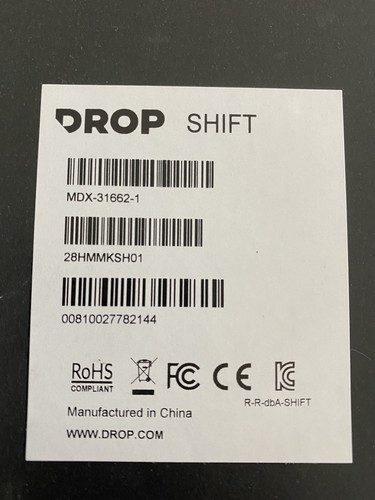 DROP SHIFT
MDX-31662-1
28HMMKSH01
00810027782144
RoHS
COMPLIANT
FC CE
R-R-dbA-SHIFT
Manufactured in China
WWW.DROP.COM